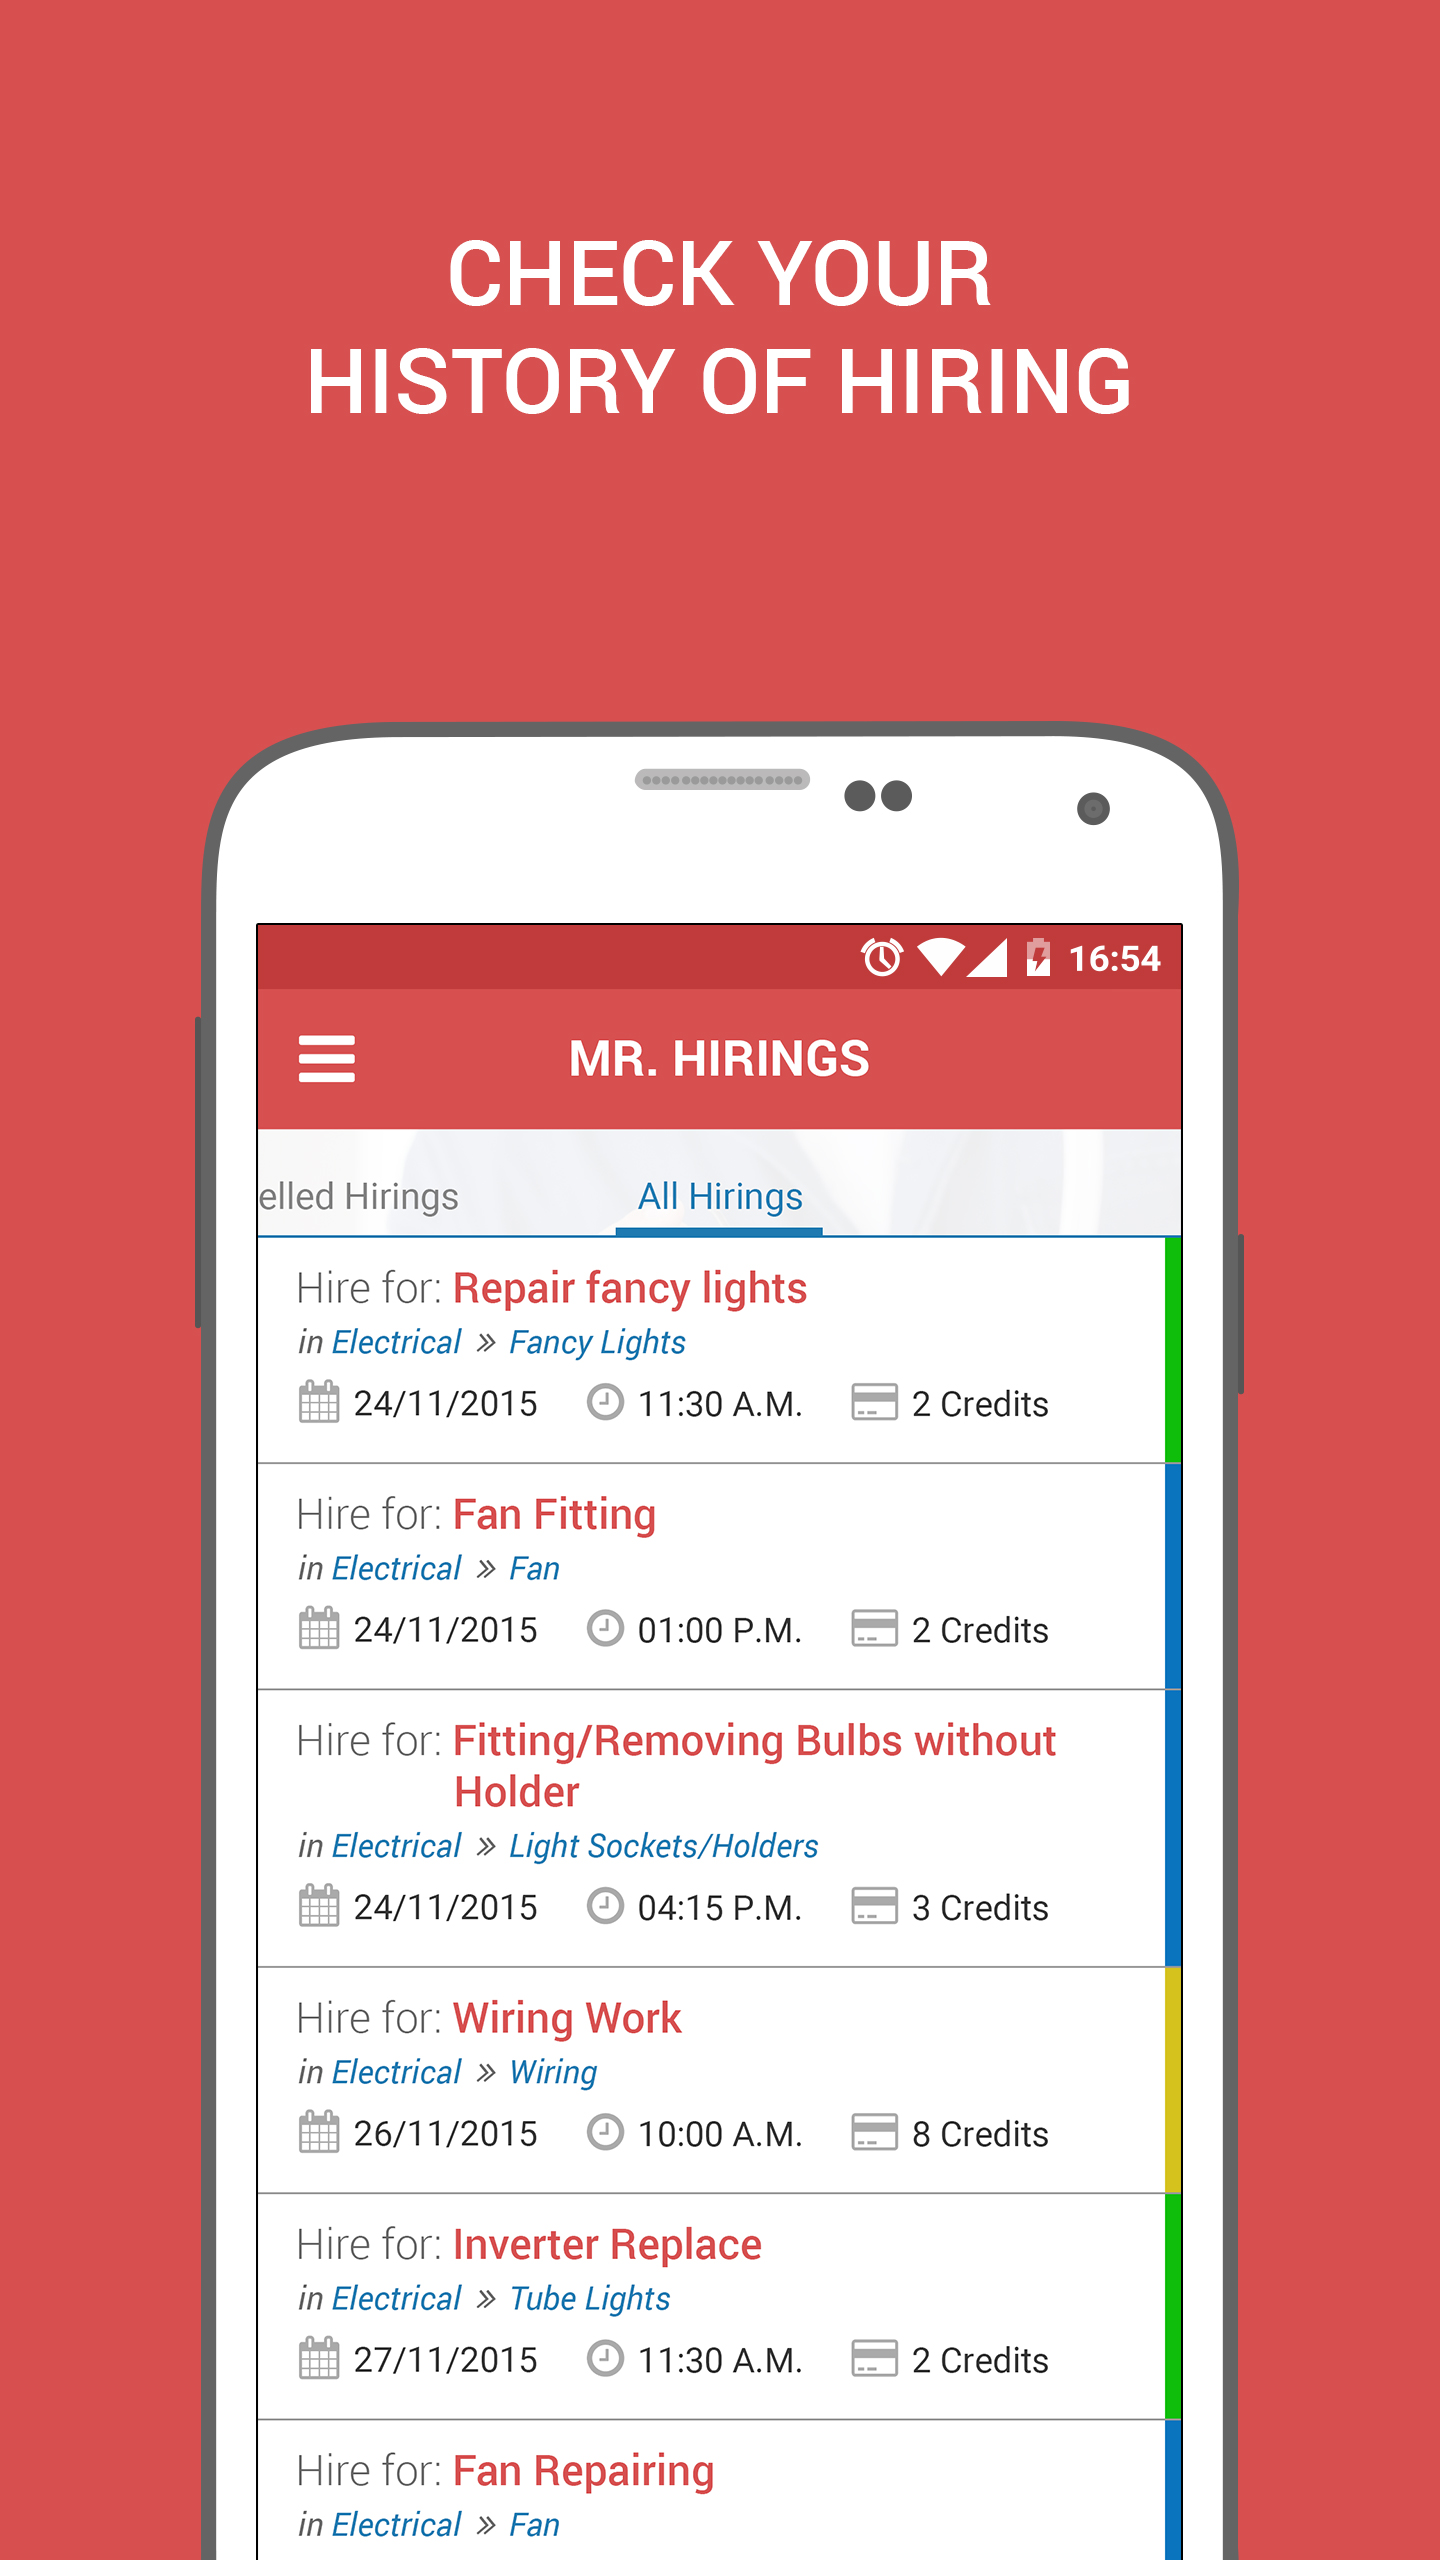 CHECK YOUR
HISTORY OF HIRING
16:54
MR. HIRINGS
elled Hirings
All Hirings
Hire for: Repair fancy lights
in Electrical » Fancy Lights
24/11/2015 11:30 A.M. 2 Credits
Hire for: Fan Fitting
in Electrical » Fan
24/11/2015 01:00 P.M. 2 Credits
Hire for: Fitting/Removing Bulbs without
Holder
in Electrical » Light Sockets/Holders
24/11/2015 04:15 P.M. 3 Credits
Hire for: Wiring Work
in Electrical » Wiring
26/11/2015 10:00 A.M. 8 Credits
Hire for: Inverter Replace
in Electrical » Tube Lights
27/11/2015 11:30 A.M. 2 Credits
Hire for: Fan Repairing
in Electrical » Fan